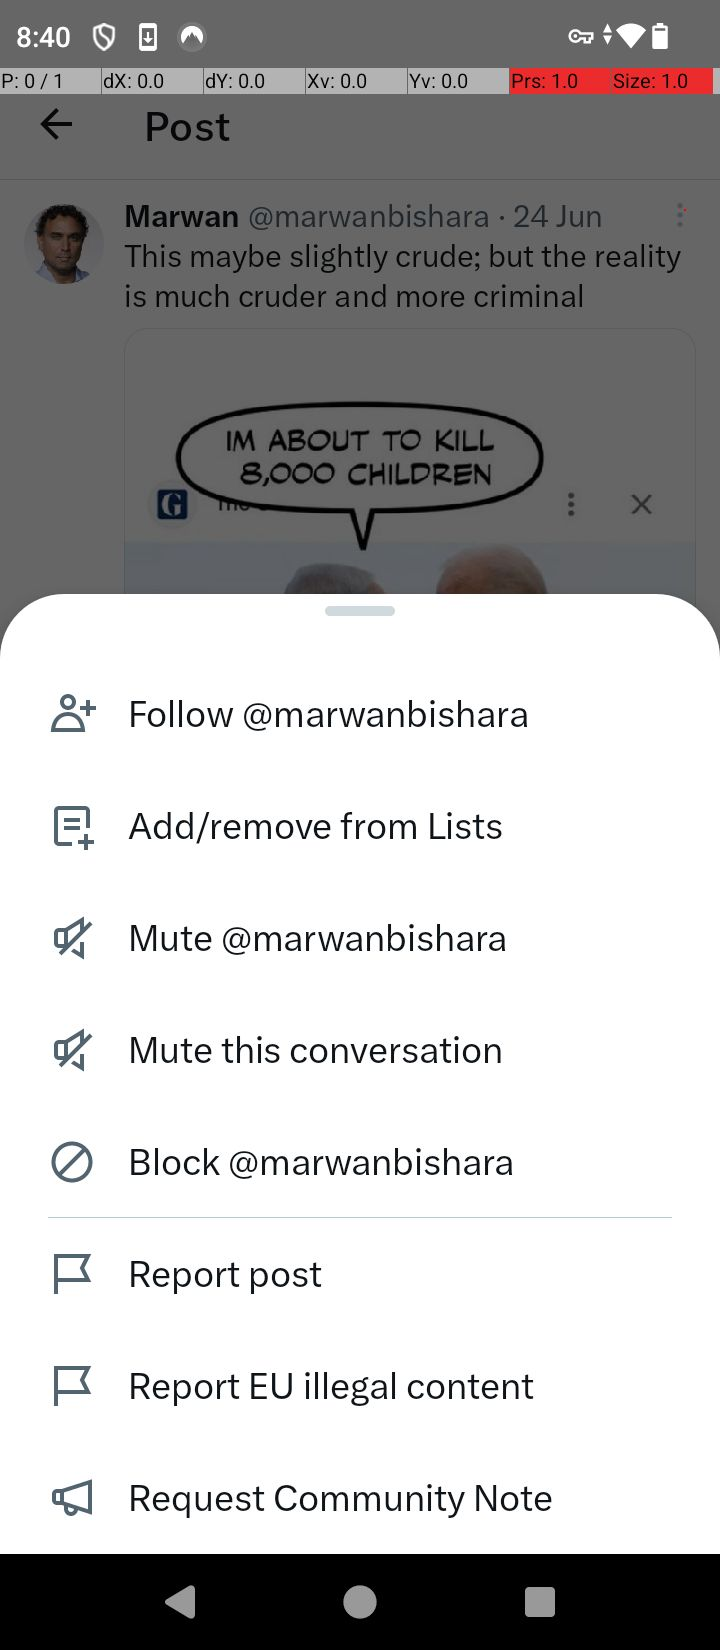 8:40
P: 0 / 1 dX: 0.0 dY: 0.0 Xv: 0.0 Yv: 0.0 Prs: 1.0 Size: 1.0
Post
Marwan @marwanbishara · 24 Jun
This maybe slightly crude; but the reality
is much cruder and more criminal
IM ABOUT TO KILL
8,000 CHILDREN
G
Follow @marwanbishara
Add/remove from Lists
Mute @marwanbishara
Mute this conversation
Block @marwanbishara
Report post
Report EU illegal content
Request Community Note